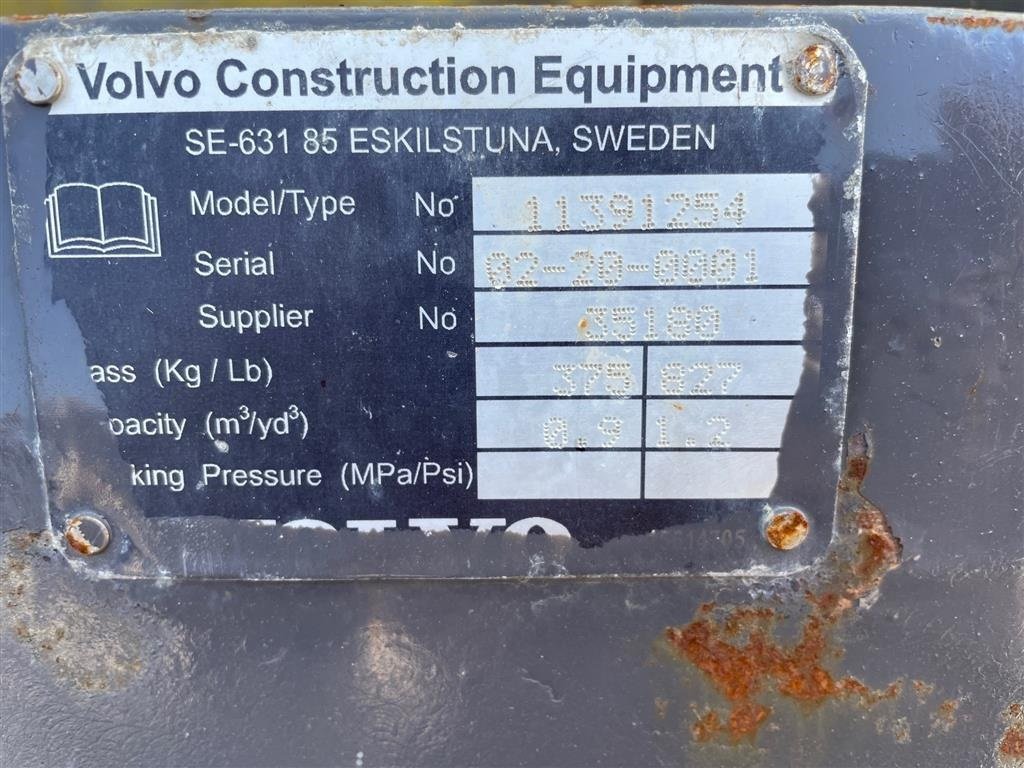 Volvo Construction Equipment
SE-631 85 ESKILSTUNA, SWEDEN
Model/Type No 11391254
Serial No 02-20-0001
Supplier No 35180
ass (Kg / Lb) 375 827
pacity (m³/yd³) 0.9 1.2
king Pressure (MPa/Psi)
VOLVO